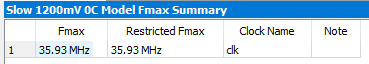 Slow 1200mV 0C Model Fmax Summary
Fmax Restricted Fmax Clock Name Note
1 35.93 MHz 35.93 MHz clk